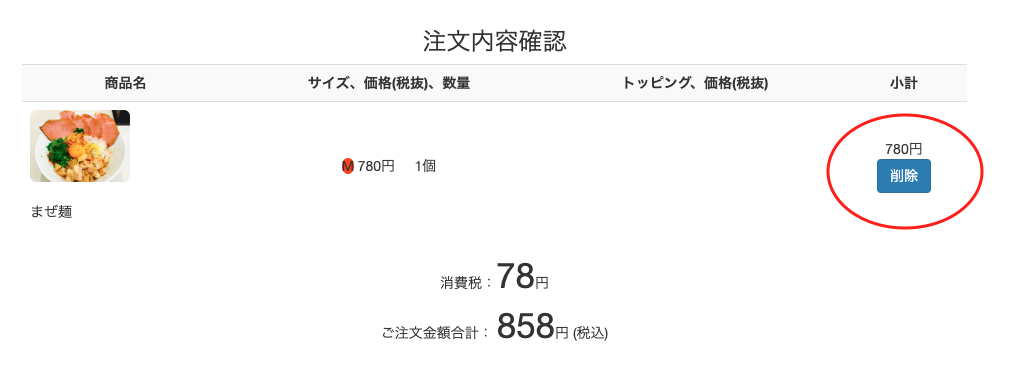 注文内容確認
商品名 サイズ、価格(税抜)、数量 トッピング、価格(税抜) 小計
M 780円 1個
780円
削除
まぜ麺
消費税：78円
ご注文金額合計： 858円 (税込)